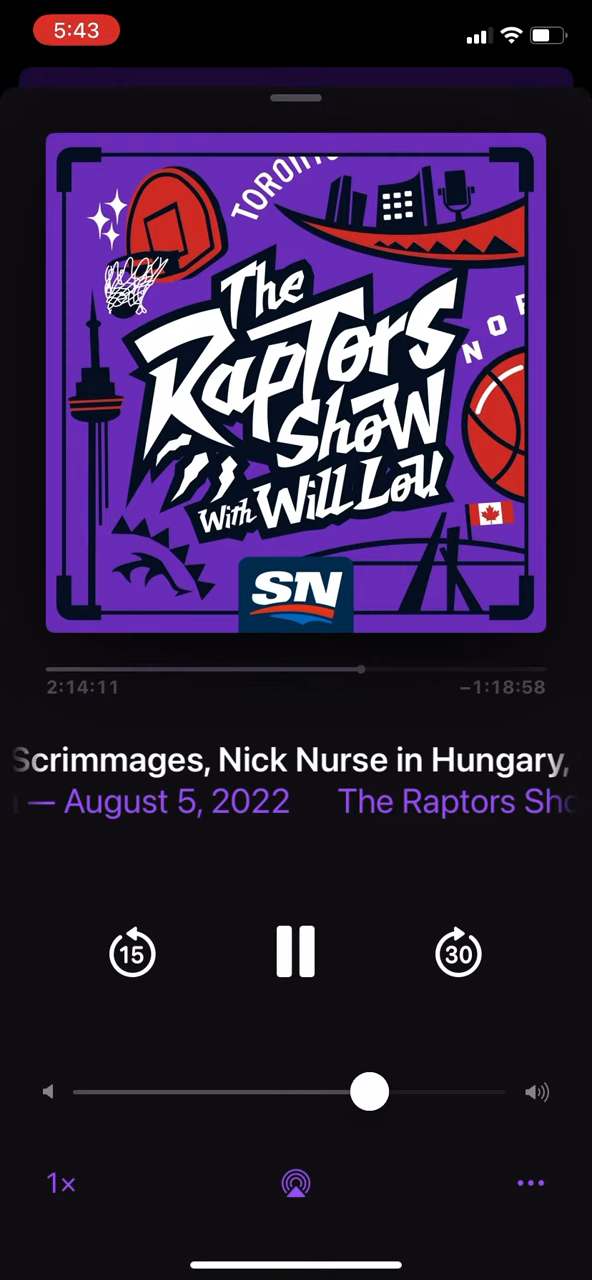 5:43
TORONTO
The
Raptors
Show
With Will Lou
NOR
SN
2:14:11
−1:18:58
Scrimmages, Nick Nurse in Hungary,
— August 5, 2022 The Raptors Sho
15
30
1×